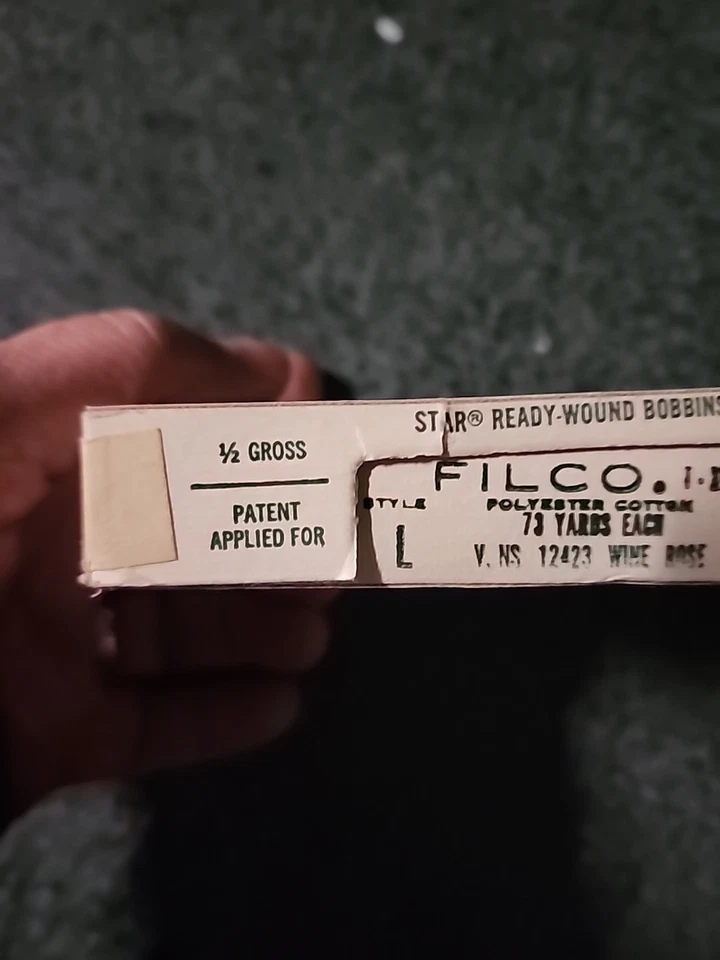 ½ GROSS
PATENT
APPLIED FOR
STAR® READY-WOUND BOBBINS
FILCO.
STYLE
L
POLYESTER COTTON
73 YARDS EACH
V. NS 12423 WINE ROSE